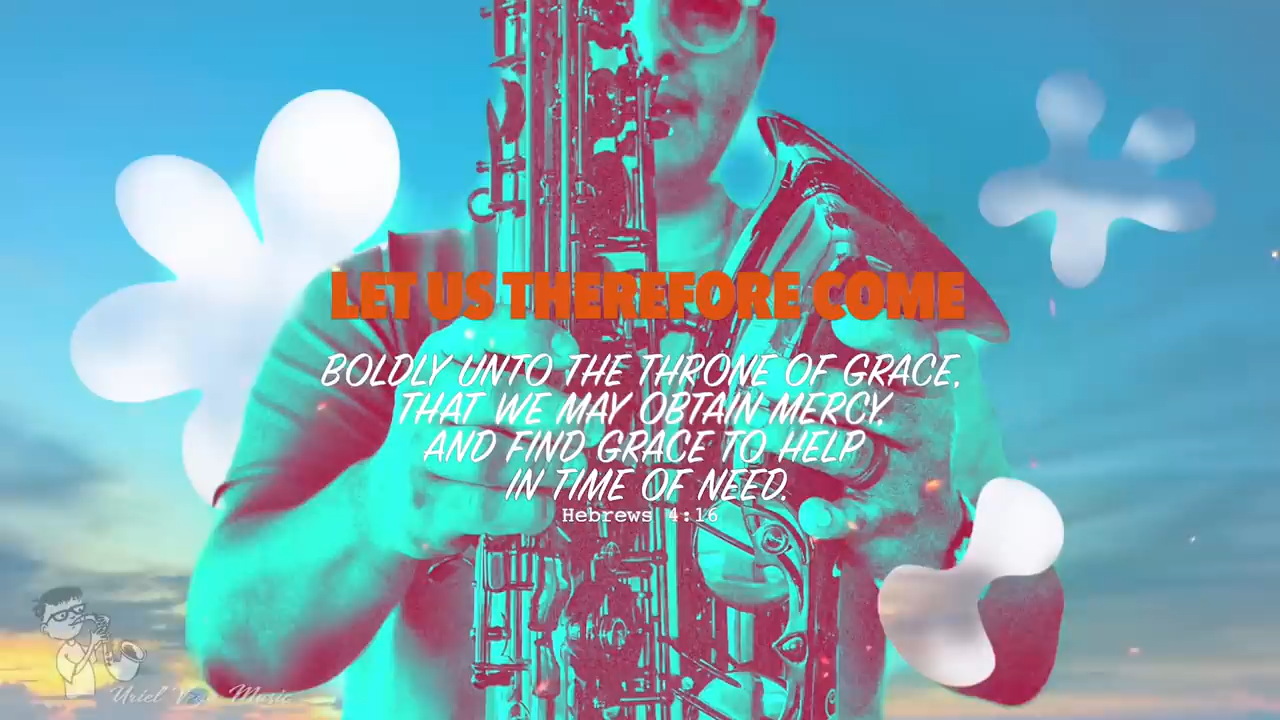 LET US THEREFORE COME
BOLDLY UNTO THE THRONE OF GRACE,
THAT WE MAY OBTAIN MERCY,
AND FIND GRACE TO HELP
IN TIME OF NEED.
Hebrews 4:16
Uriel Music